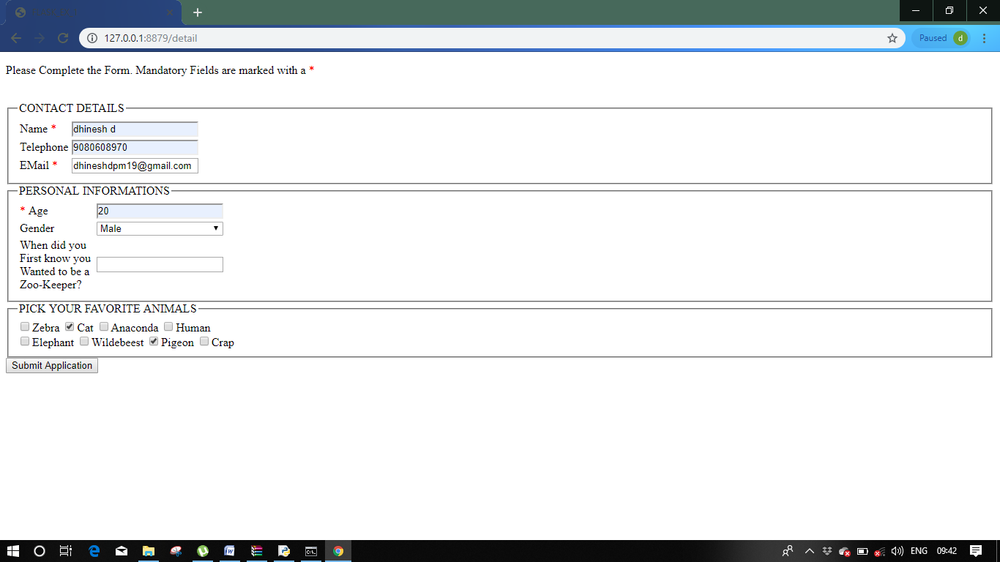 127.0.0.1:8879/detail
Paused d
Please Complete the Form. Mandatory Fields are marked with a *
CONTACT DETAILS
Name * dhinesh d
Telephone 9080608970
EMail * dhineshdpm19@gmail.com
PERSONAL INFORMATIONS
* Age 20
Gender Male
When did you
First know you
Wanted to be a
Zoo-Keeper?
PICK YOUR FAVORITE ANIMALS
Zebra Cat Anaconda Human
Elephant Wildebeest Pigeon Crap
Submit Application
ENG 09:42